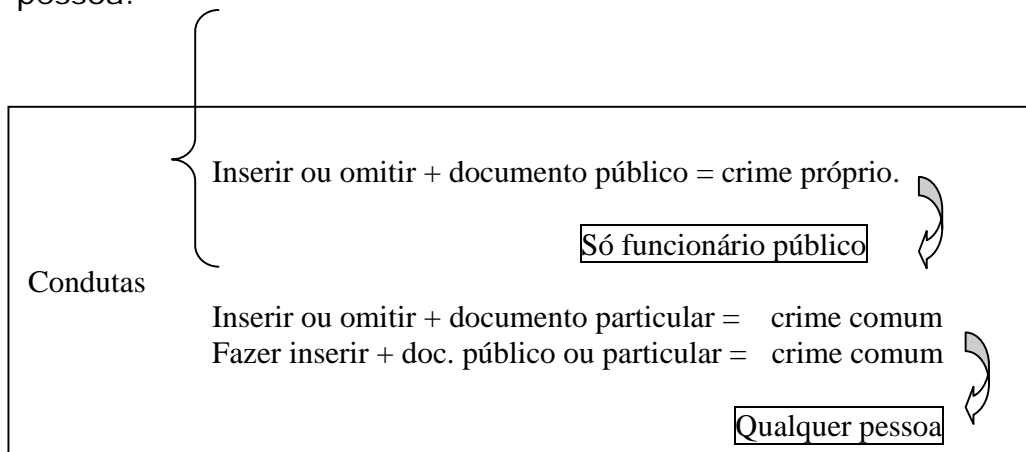 pessoa.
Inserir ou omitir + documento público = crime próprio.
Só funcionário público
Condutas
Inserir ou omitir + documento particular = crime comum
Fazer inserir + doc. público ou particular = crime comum
Qualquer pessoa